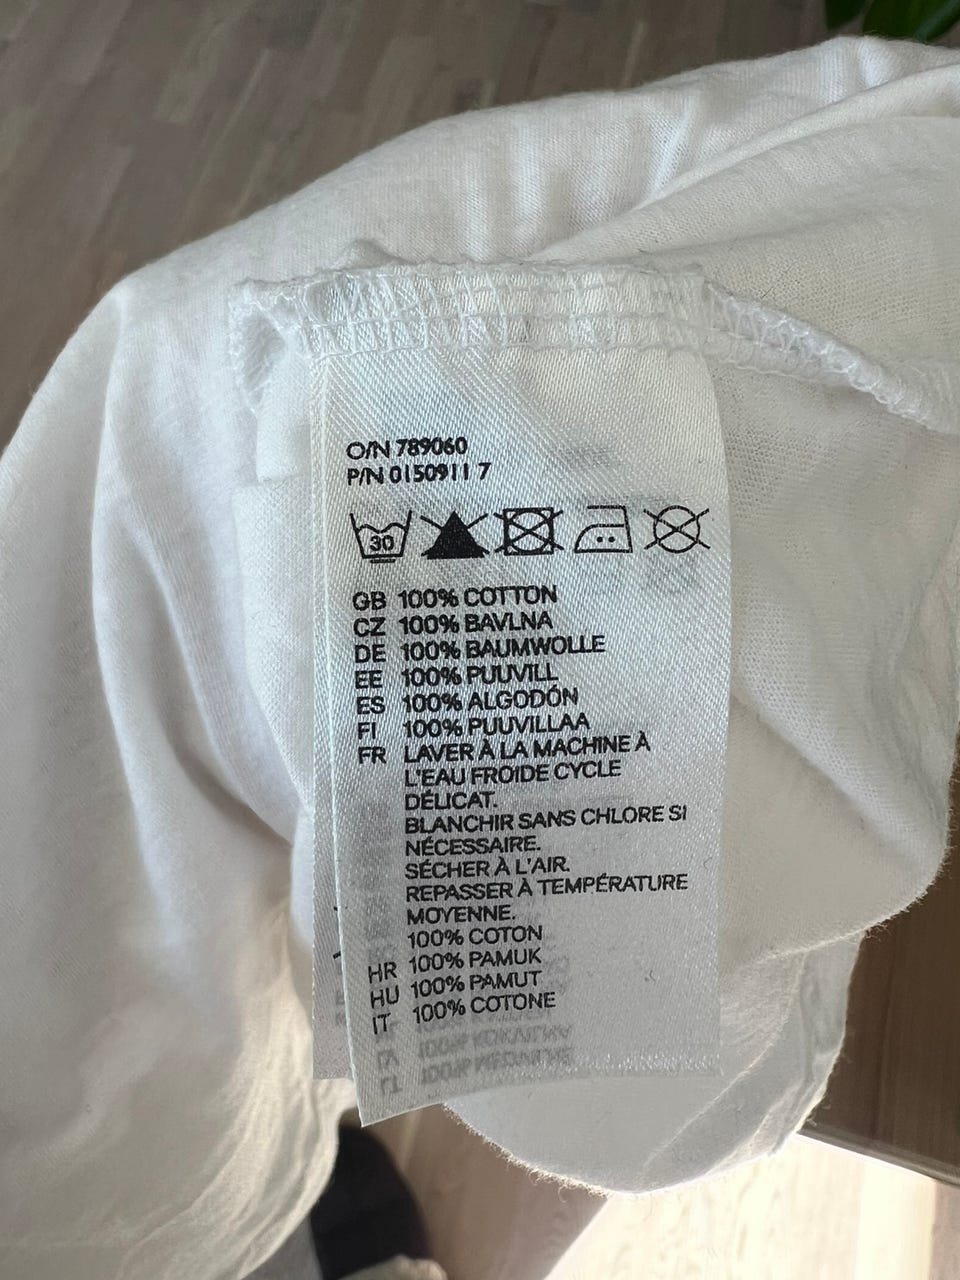 O/N 789060
P/N 0150911 7
30
GB 100% COTTON
CZ 100% BAVLNA
DE 100% BAUMWOLLE
EE 100% PUUVILL
ES 100% ALGODÓN
FI 100% PUUVILLAA
FR LAVER À LA MACHINE À
L'EAU FROIDE CYCLE
DÉLICAT.
BLANCHIR SANS CHLORE SI
NÉCESSAIRE.
SÉCHER À L'AIR.
REPASSER À TEMPÉRATURE
MOYENNE.
100% COTON
HR 100% PAMUK
HU 100% PAMUT
IT 100% COTONE